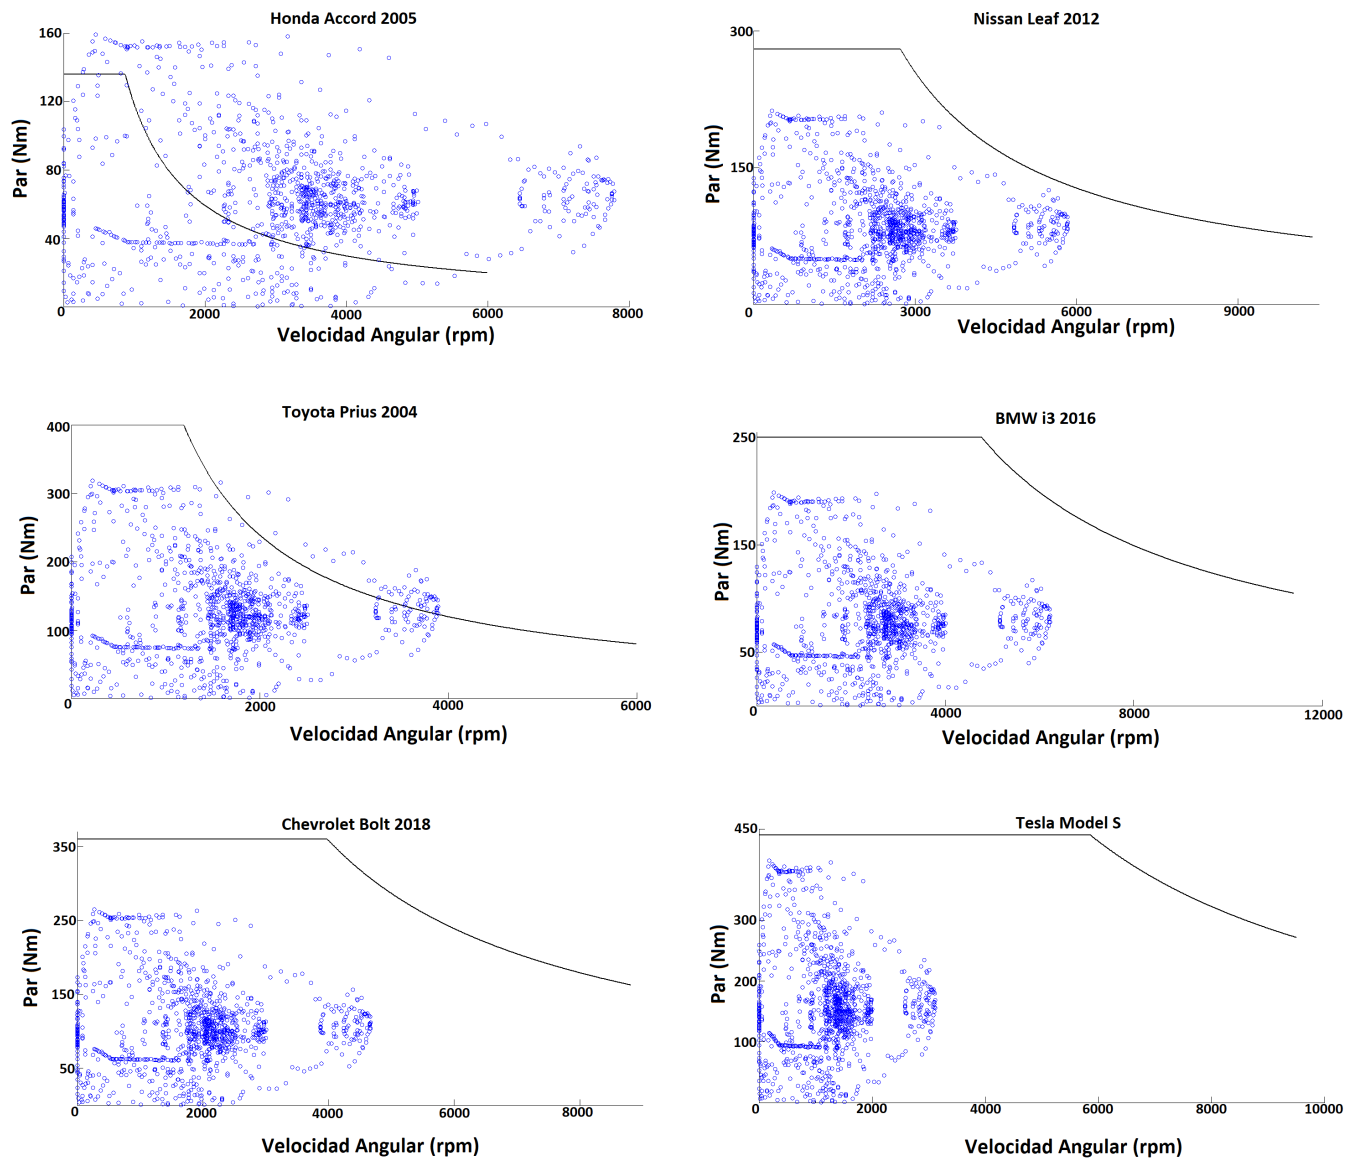 Honda Accord 2005
160
120
80
40
Par (Nm)
0
2000
4000
6000
8000
Velocidad Angular (rpm)
Nissan Leaf 2012
300
150
Par (Nm)
0
3000
6000
9000
Velocidad Angular (rpm)
Toyota Prius 2004
400
300
200
100
Par (Nm)
0
2000
4000
6000
Velocidad Angular (rpm)
BMW i3 2016
250
150
50
Par (Nm)
0
4000
8000
12000
Velocidad Angular (rpm)
Chevrolet Bolt 2018
350
250
150
50
Par (Nm)
0
2000
4000
6000
8000
Velocidad Angular (rpm)
Tesla Model S
450
300
200
100
Par (Nm)
0
2000
4000
6000
8000
10000
Velocidad Angular (rpm)